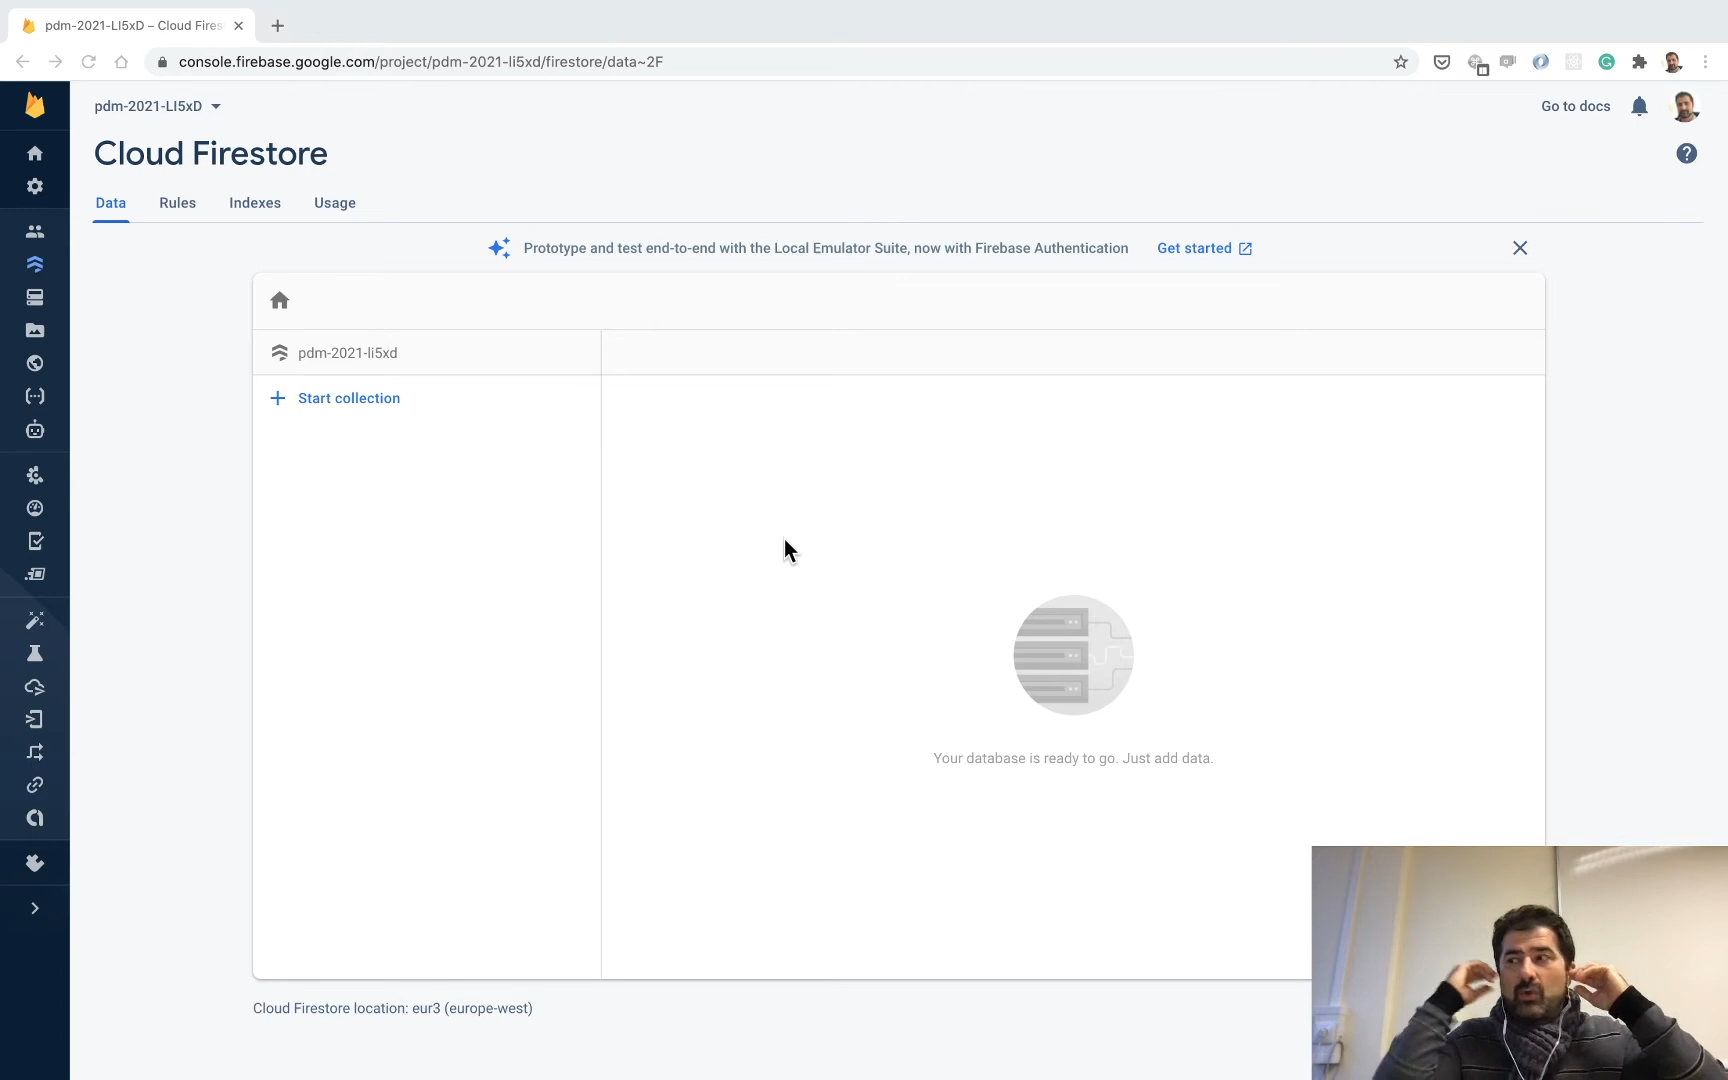 pdm-2021-LI5xD – Cloud Fires
console.firebase.google.com/project/pdm-2021-li5xd/firestore/data~2F
pdm-2021-LI5xD
Go to docs
Cloud Firestore
Data Rules Indexes Usage
Prototype and test end-to-end with the Local Emulator Suite, now with Firebase Authentication Get started
pdm-2021-li5xd
Start collection
Your database is ready to go. Just add data.
Cloud Firestore location: eur3 (europe-west)